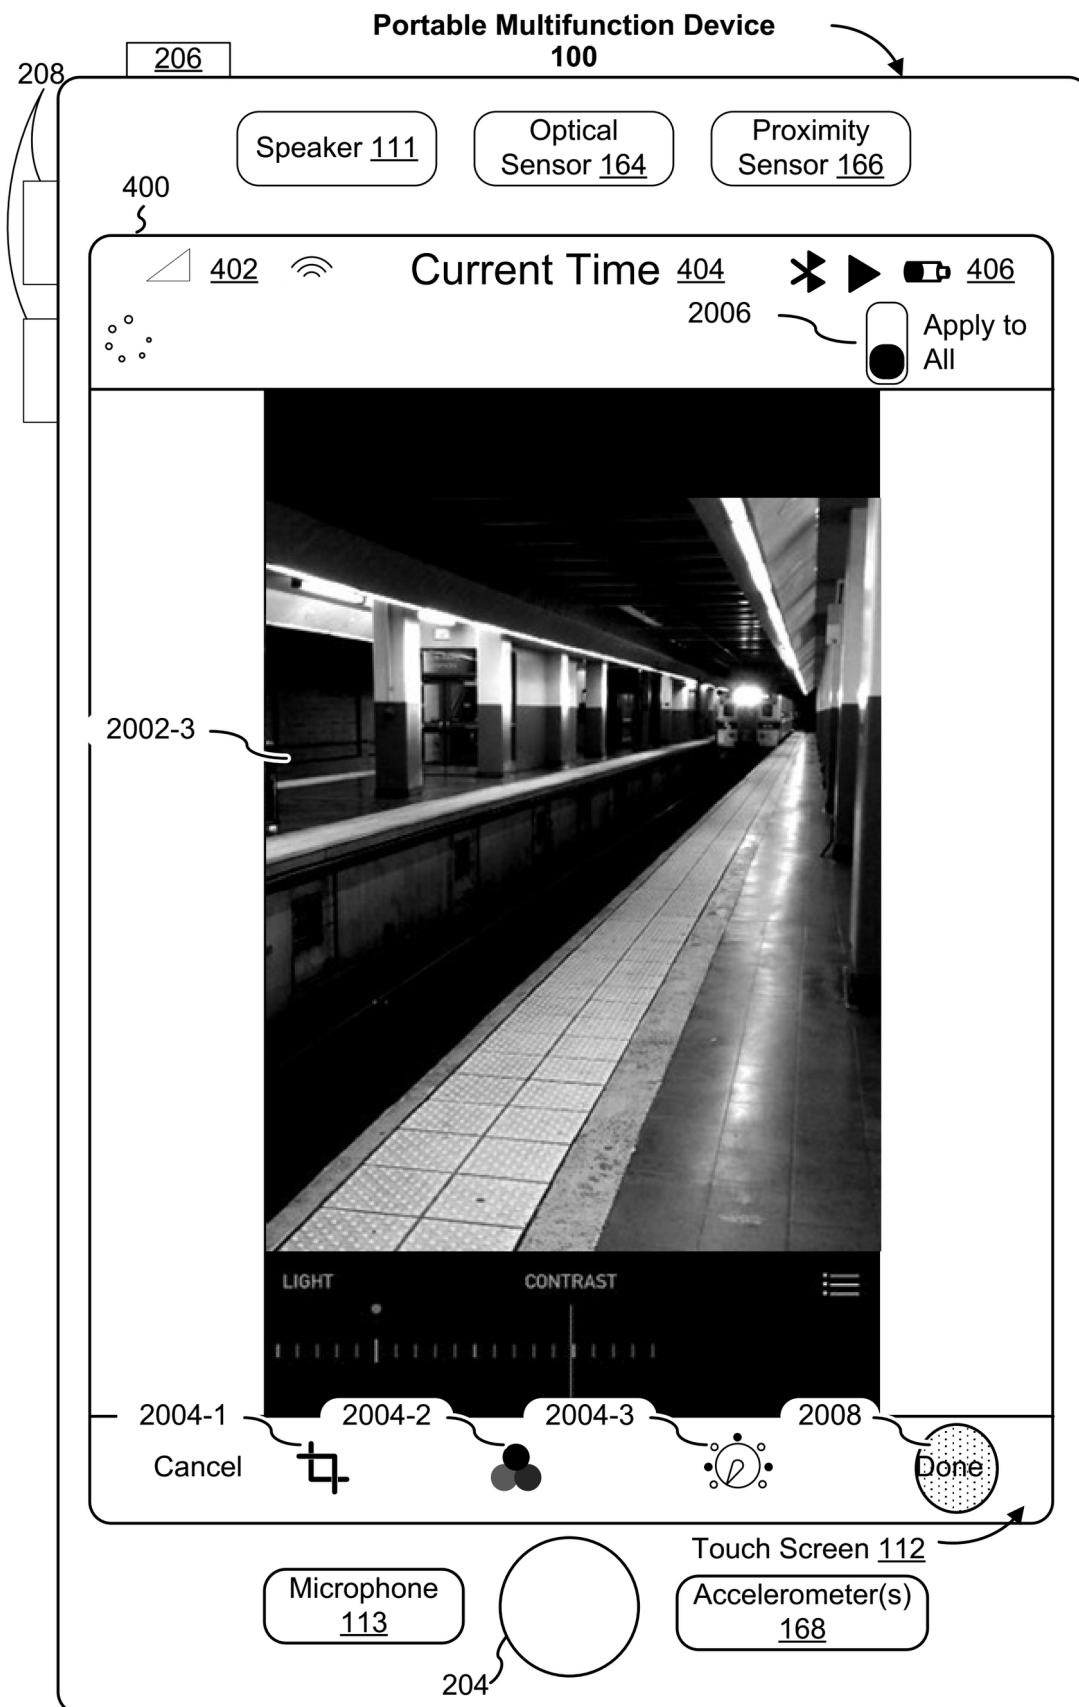 Portable Multifunction Device
100
206
208
Speaker 111
Optical
Sensor 164
Proximity
Sensor 166
400
402
Current Time 404
406
2006
Apply to
All
2002-3
LIGHT
CONTRAST
2004-1
2004-2
2004-3
2008
Cancel
Done
Touch Screen 112
Microphone
113
Accelerometer(s)
168
204